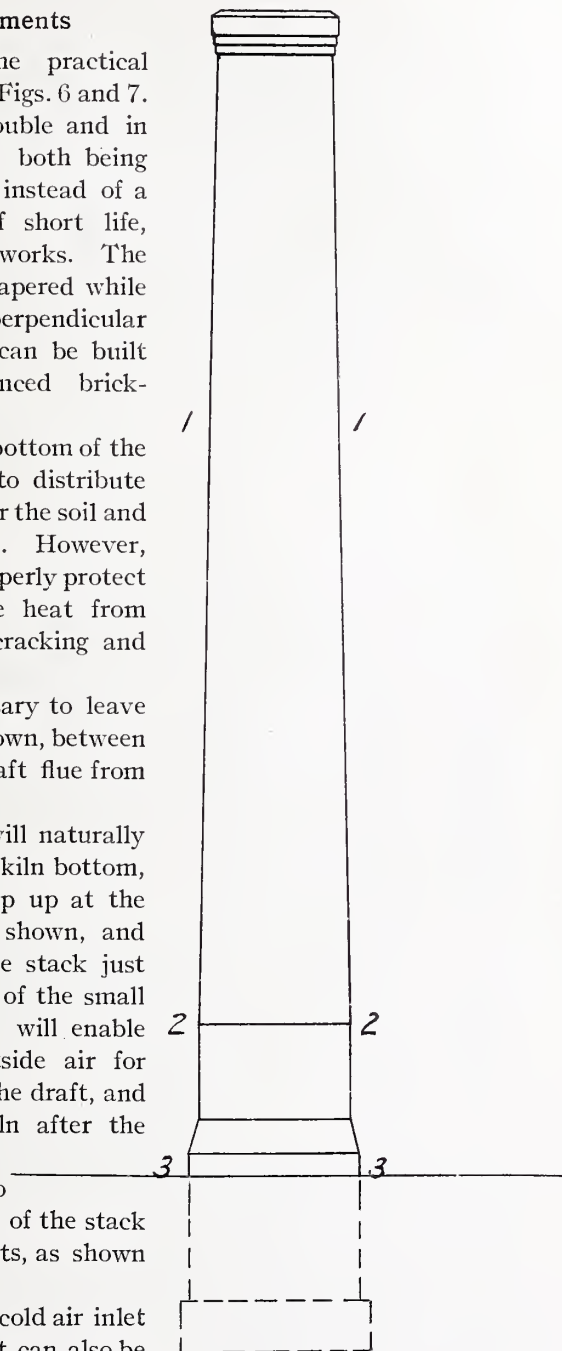 ments
ne practical
Figs. 6 and 7.
ouble and in
both being
instead of a
f short life,
works. The
apered while
perpendicular
can be built
nced brick-
1 1
bottom of the
to distribute
r the soil and
. However,
perly protect
e heat from
cracking and
ary to leave
own, between
aft flue from
vill naturally
kiln bottom,
p up at the
shown, and
e stack just
of the small
2 2
will enable
side air for
he draft, and
ln after the
3 3
o
of the stack
ts, as shown
cold air inlet
t can also be